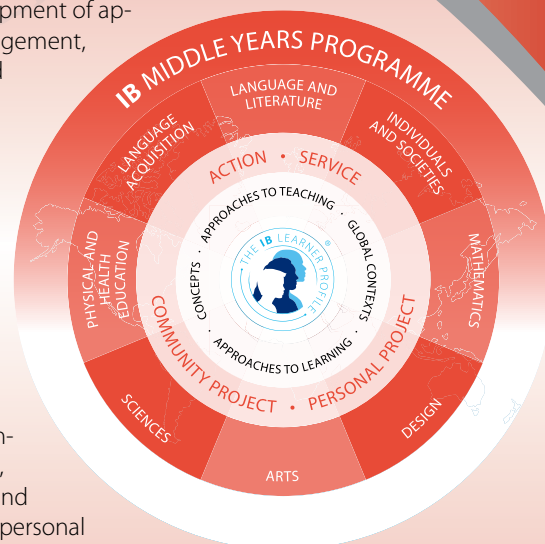 pment of ap-
gement,
d
IB MIDDLE YEARS PROGRAMME
LANGUAGE AND
LITERATURE
INDIVIDUALS
AND SOCIETIES
MATHEMATICS
DESIGN
ARTS
SCIENCES
PHYSICAL AND
HEALTH
EDUCATION
LANGUAGE
ACQUISITION
ACTION • SERVICE
PERSONAL PROJECT
COMMUNITY PROJECT •
APPROACHES TO TEACHING ·
GLOBAL CONTEXTS ·
APPROACHES TO LEARNING ·
CONCEPTS ·
• THE IB LEARNER PROFILE •
®
n-
,
nd
personal